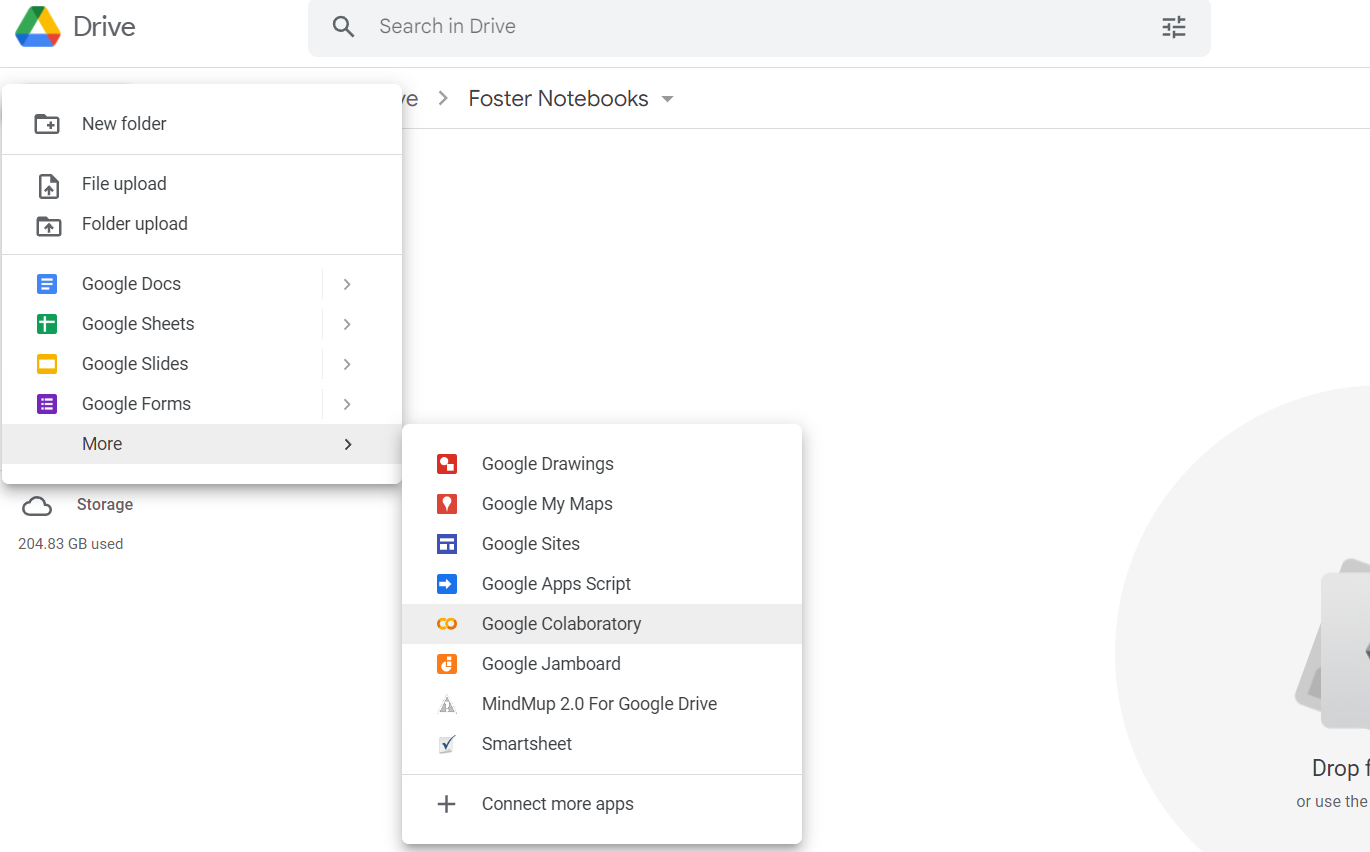 Drive
Search in Drive
ve > Foster Notebooks
New folder
File upload
Folder upload
Google Docs
Google Sheets
Google Slides
Google Forms
More
Storage
204.83 GB used
Google Drawings
Google My Maps
Google Sites
Google Apps Script
Google Colaboratory
Google Jamboard
MindMup 2.0 For Google Drive
Smartsheet
Connect more apps
Drop f
or use the